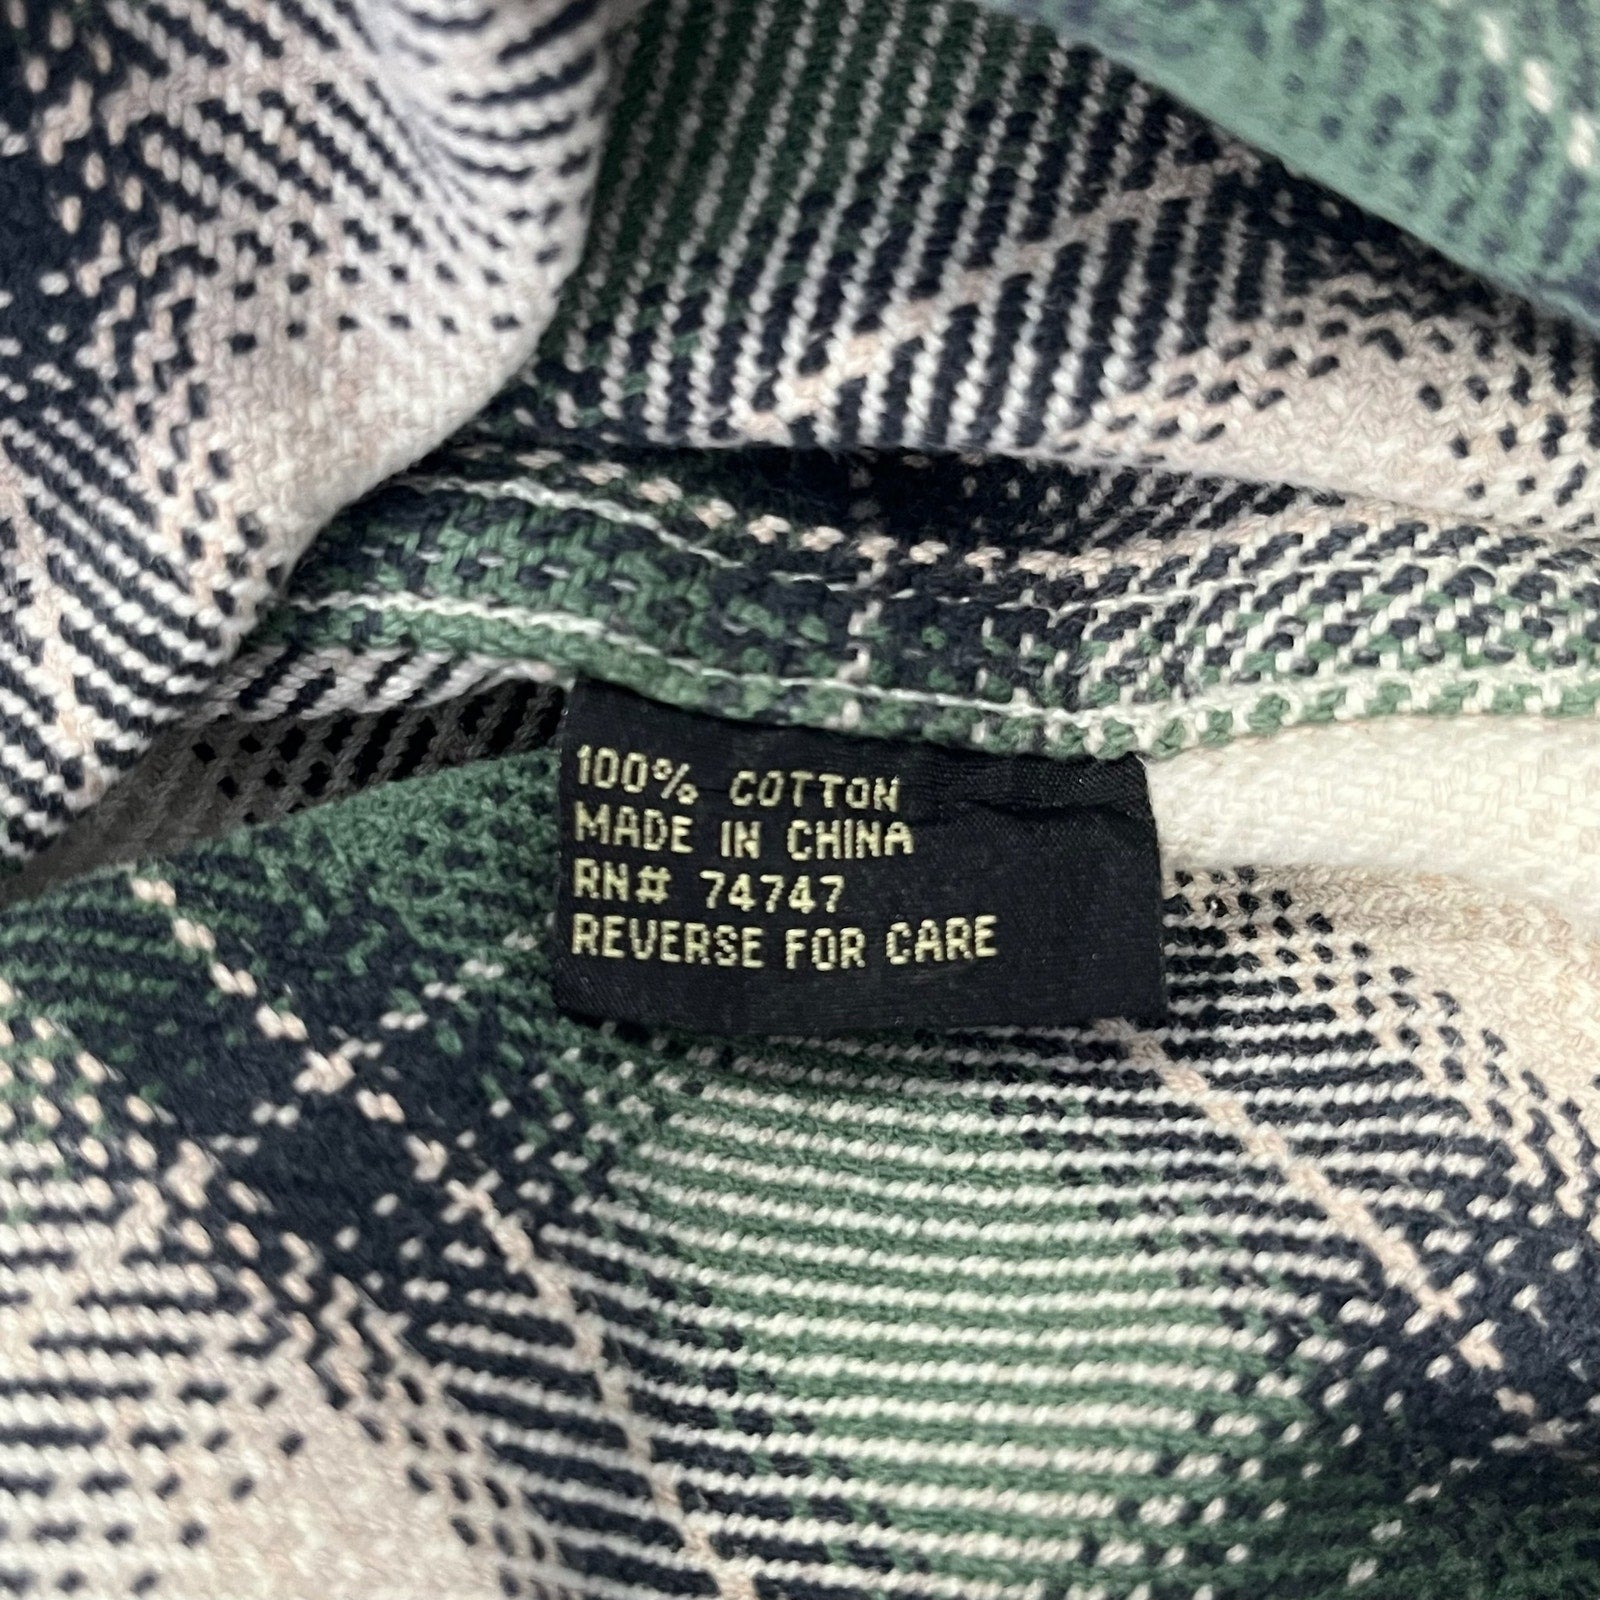 100% COTTON
MADE IN CHINA
RN# 74747
REVERSE FOR CARE